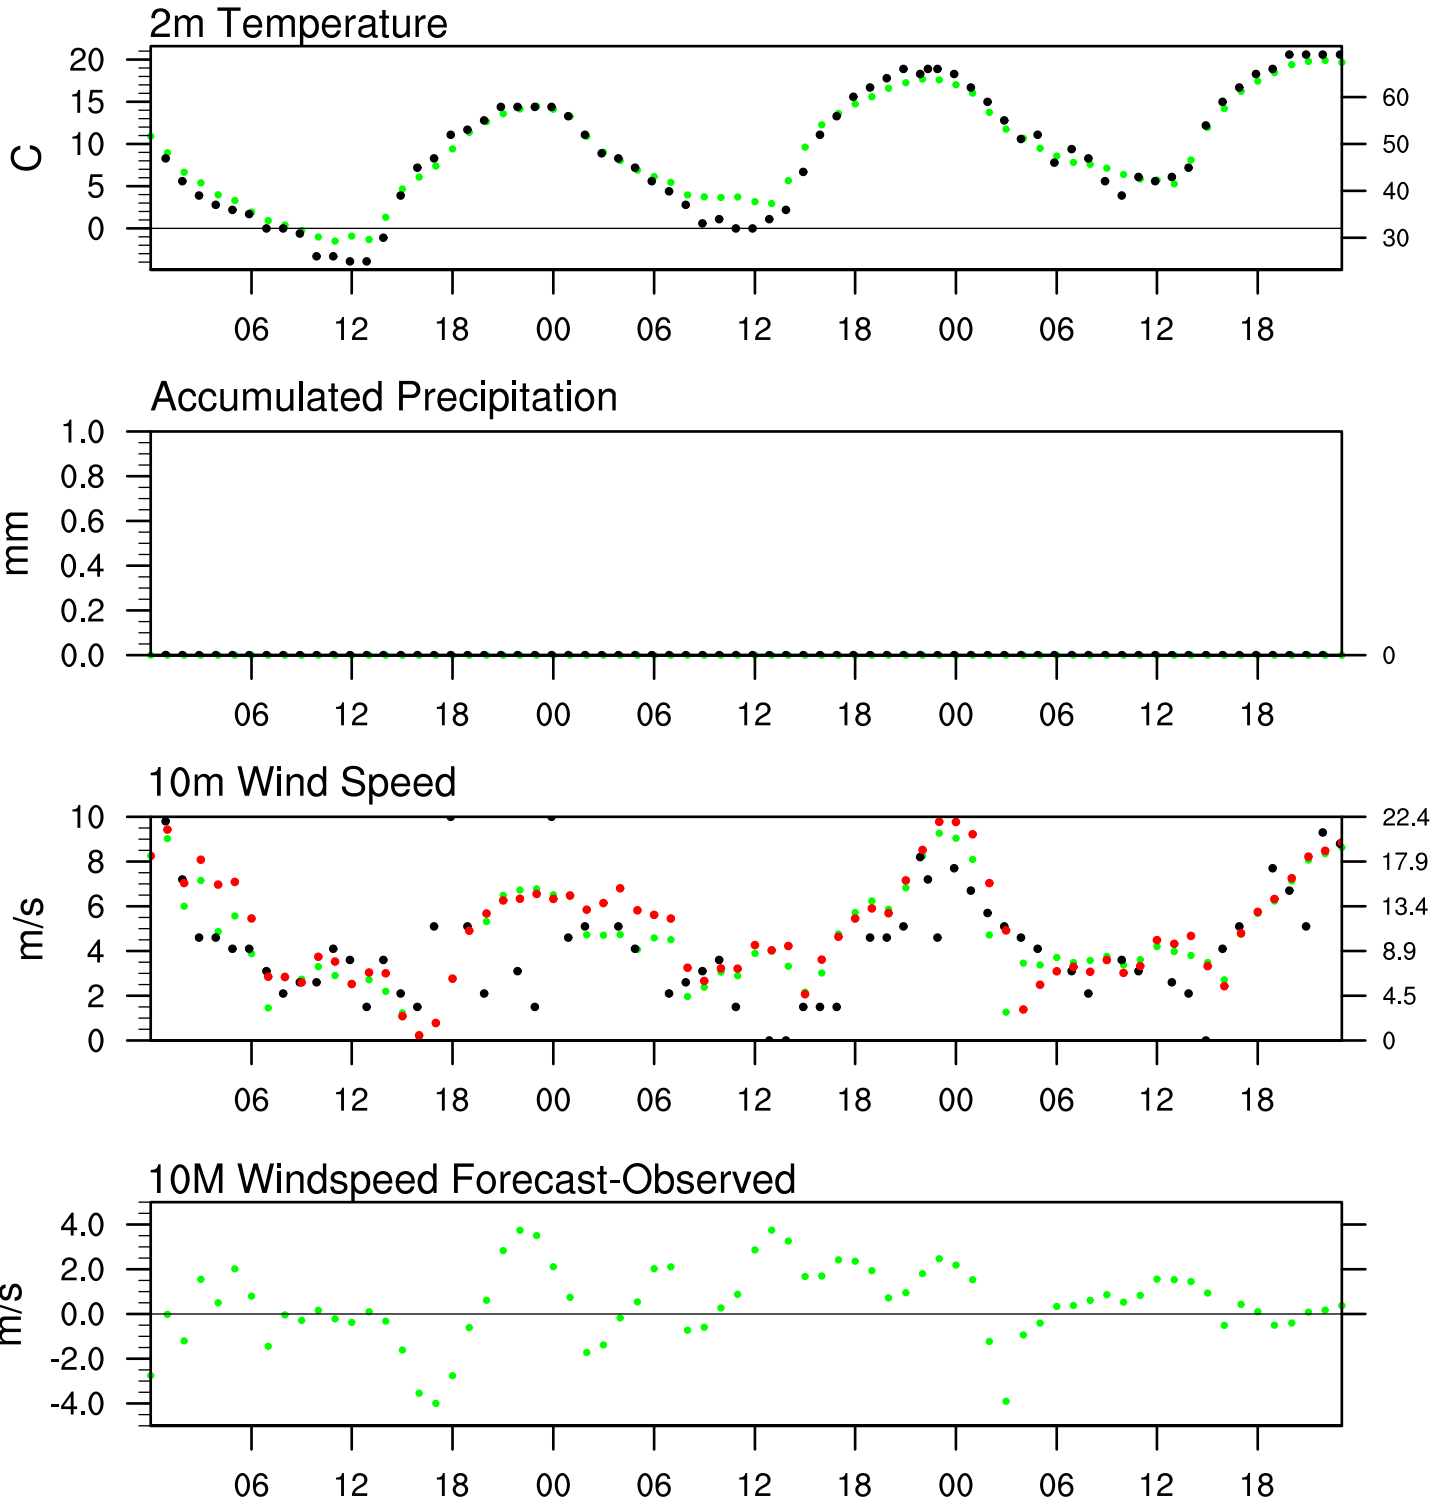 2m Temperature
20
15
10
5
0
C
60
50
40
30
06 12 18 00 06 12 18 00 06 12 18
Accumulated Precipitation
1.0
0.8
0.6
0.4
0.2
0.0
mm
0
06 12 18 00 06 12 18 00 06 12 18
10m Wind Speed
10
8
6
4
2
0
m/s
22.4
17.9
13.4
8.9
4.5
0
06 12 18 00 06 12 18 00 06 12 18
10M Windspeed Forecast-Observed
4.0
2.0
0.0
-2.0
-4.0
m/s
06 12 18 00 06 12 18 00 06 12 18